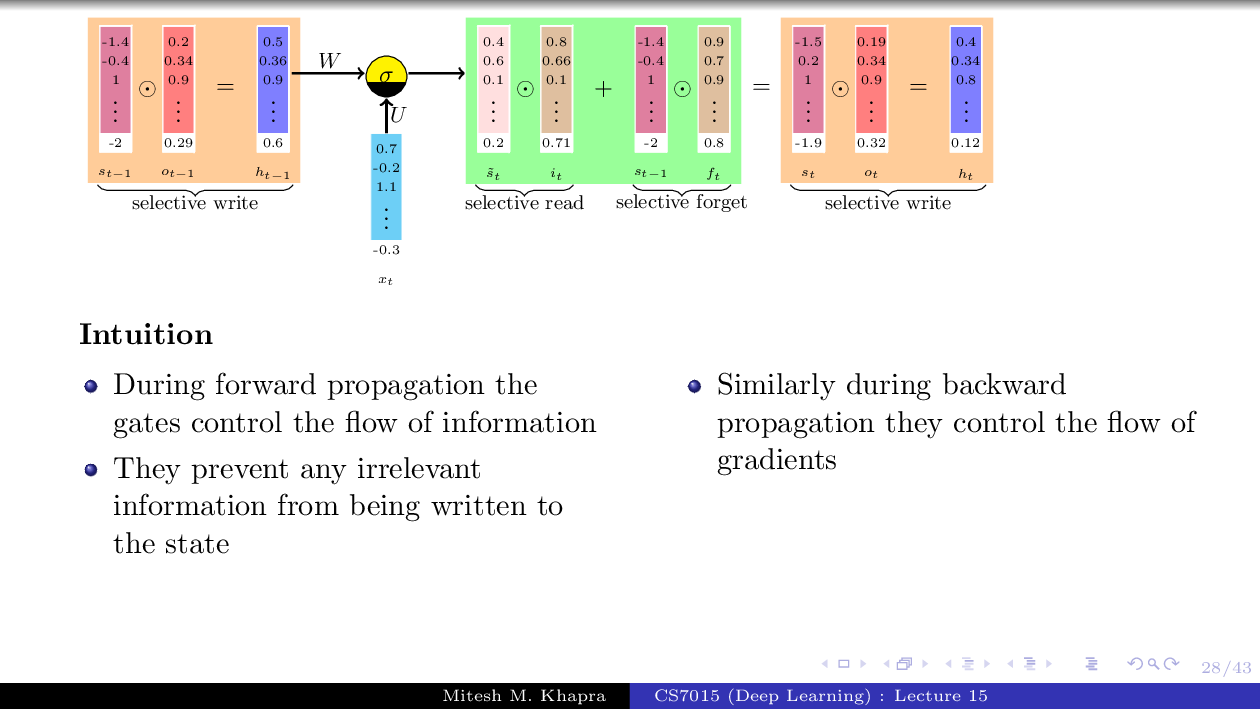 -1.4 0.2 0.5 0.4 0.8 -1.4 0.9 -1.5 0.19 0.4
-0.4 0.34 0.36 W 0.6 0.66 -0.4 0.7 0.2 0.34 0.34
1 ⊙ 0.9 = 0.9 σ 0.1 ⊙ 0.1 + 1 ⊙ 0.9 = 1 ⊙ 0.9 = 0.8
⋮ ⋮ ⋮ U ⋮ ⋮ ⋮ ⋮ ⋮ ⋮ ⋮
-2 0.29 0.6 0.2 0.71 -2 0.8 -1.9 0.32 0.12
s_{t−1} o_{t−1} h_{t−1} s̃_t i_t s_{t−1} f_t s_t o_t h_t
selective write selective read selective forget selective write
0.7
-0.2
1.1
⋮
-0.3
x_t
Intuition
During forward propagation the
gates control the flow of information
They prevent any irrelevant
information from being written to
the state
Similarly during backward
propagation they control the flow of
gradients
28/43
Mitesh M. Khapra CS7015 (Deep Learning) : Lecture 15